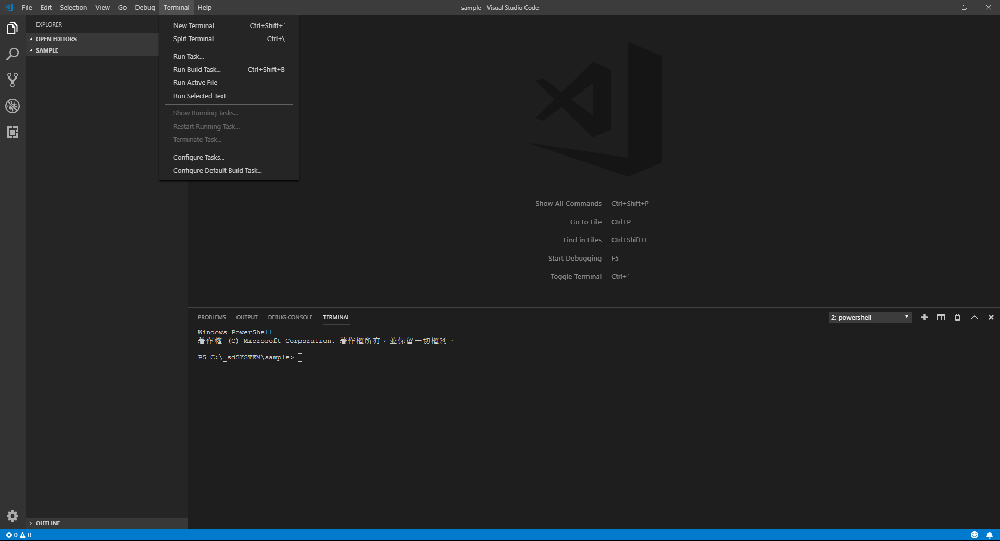 File Edit Selection View Go Debug Terminal Help
sample - Visual Studio Code
EXPLORER
OPEN EDITORS
SAMPLE
New Terminal Ctrl+Shift+`
Split Terminal Ctrl+\
Run Task...
Run Build Task... Ctrl+Shift+B
Run Active File
Run Selected Text
Show Running Tasks...
Restart Running Task...
Terminate Task...
Configure Tasks...
Configure Default Build Task...
Show All Commands Ctrl+Shift+P
Go to File Ctrl+P
Find in Files Ctrl+Shift+F
Start Debugging F5
Toggle Terminal Ctrl+`
PROBLEMS OUTPUT DEBUG CONSOLE TERMINAL
2: powershell
Windows PowerShell
著作權 (C) Microsoft Corporation. 著作權所有，並保留一切權利。
PS C:\_sdSYSTEM\sample>
OUTLINE
0 0